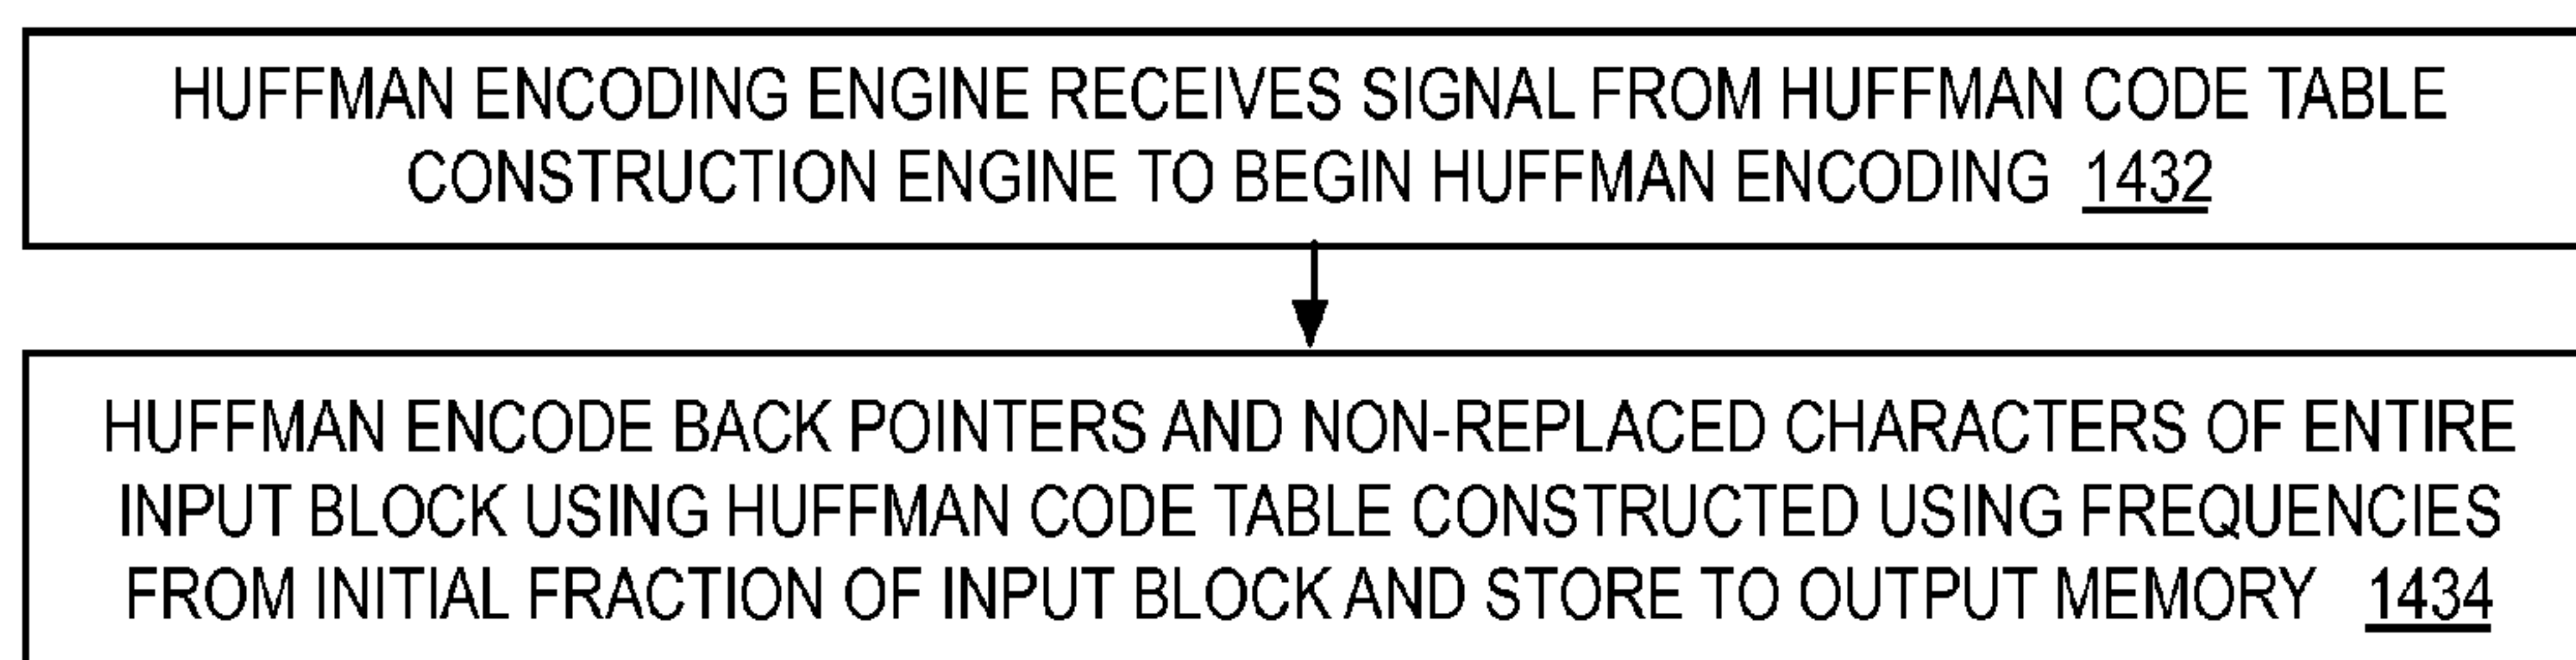 HUFFMAN ENCODING ENGINE RECEIVES SIGNAL FROM HUFFMAN CODE TABLE
CONSTRUCTION ENGINE TO BEGIN HUFFMAN ENCODING 1432
HUFFMAN ENCODE BACK POINTERS AND NON-REPLACED CHARACTERS OF ENTIRE
INPUT BLOCK USING HUFFMAN CODE TABLE CONSTRUCTED USING FREQUENCIES
FROM INITIAL FRACTION OF INPUT BLOCK AND STORE TO OUTPUT MEMORY 1434